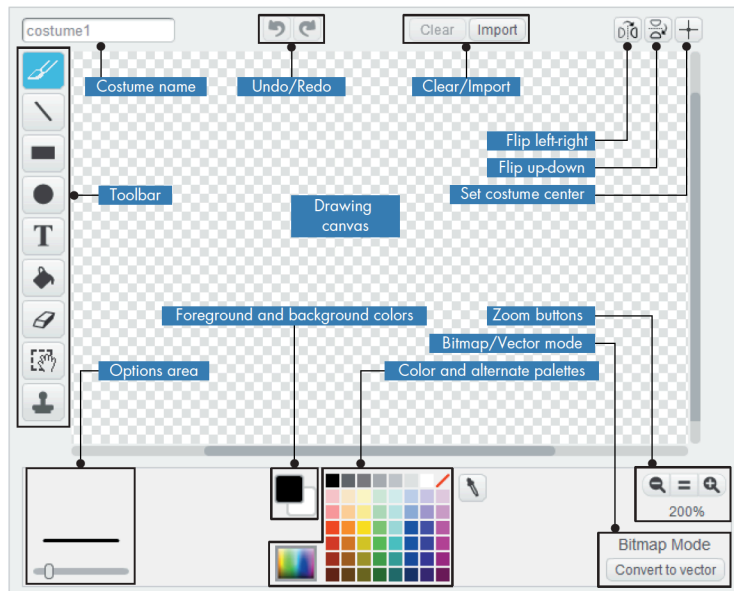 costume1
Clear
Import
Costume name
Undo/Redo
Clear/Import
Flip left-right
Flip up-down
Toolbar
Set costume center
Drawing
canvas
T
Foreground and background colors
Zoom buttons
Bitmap/Vector mode
Options area
Color and alternate palettes
200%
Bitmap Mode
Convert to vector